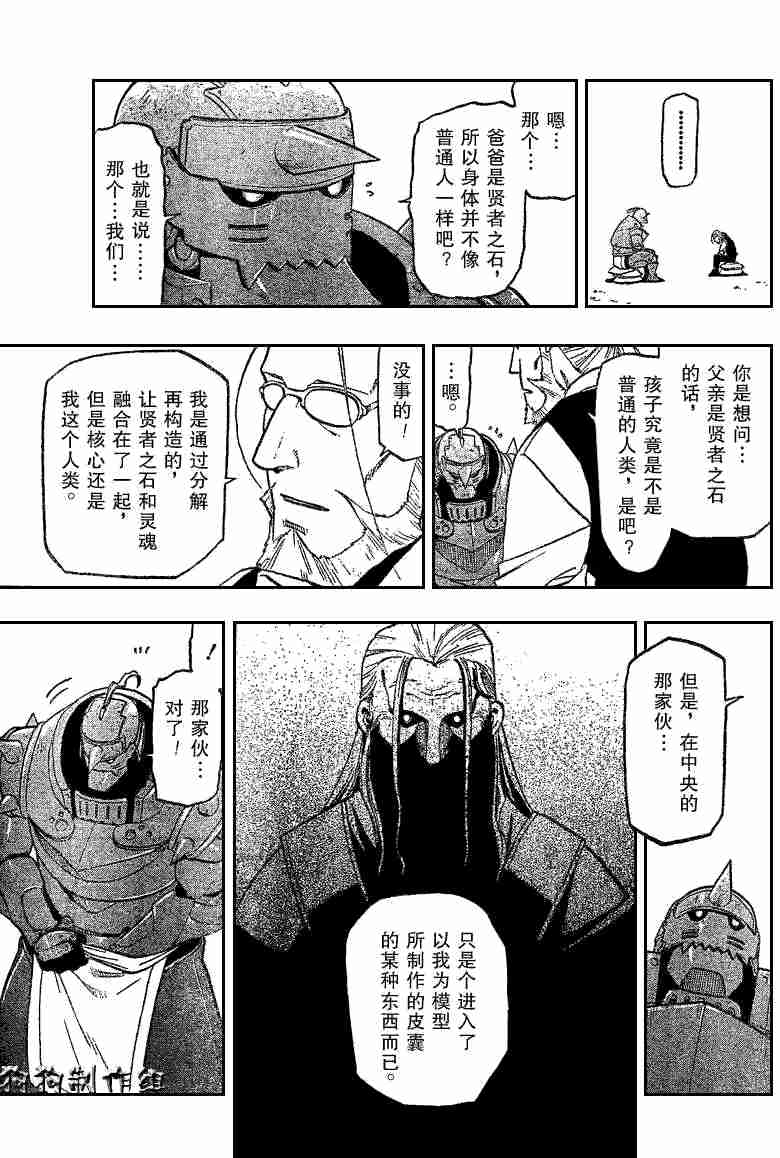 …………
嗯…
那个…
爸爸是贤者之石，
所以身体并不像
普通人一样吧？
也就是说……
那个…我们…
你是想问…
父亲是贤者之石
的话，
孩子究竟是不是
普通的人类，是吧？
…嗯。
没事的！
我是通过分解
再构造的，
让贤者之石和灵魂
融合在了一起，
但是核心还是
我这个人类。
但是，在中央的
那家伙…
只是个进入了
以我为模型
所制作的皮囊
的某种东西而已。
！
那家伙…
对了！
狗狗制作组